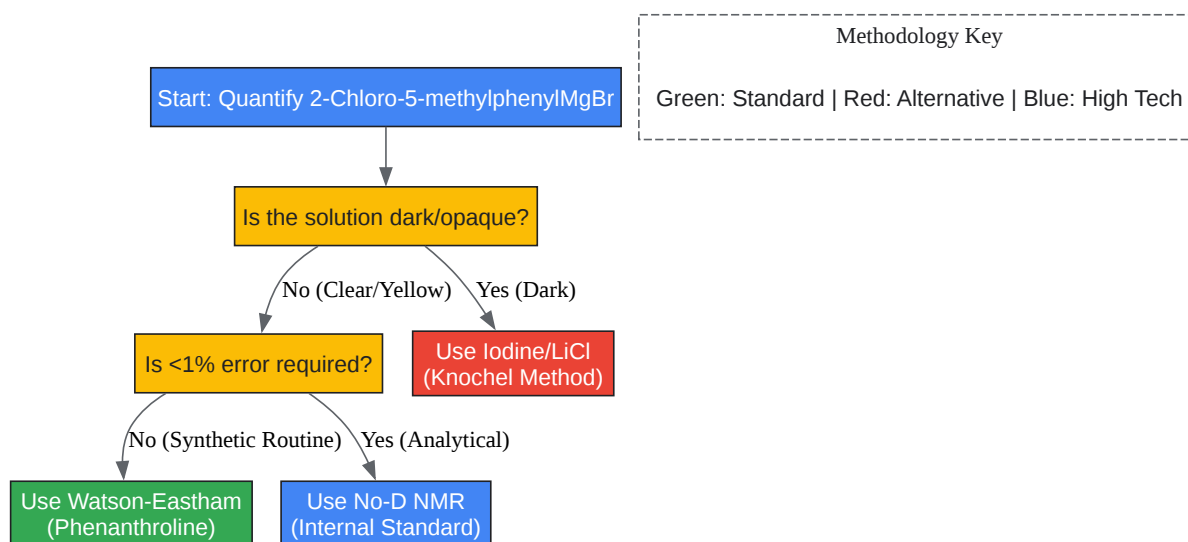 Methodology Key
Green: Standard | Red: Alternative | Blue: High Tech
Start: Quantify 2-Chloro-5-methylphenylMgBr
Is the solution dark/opaque?
No (Clear/Yellow)
Yes (Dark)
Is <1% error required?
Use Iodine/LiCl
(Knochel Method)
No (Synthetic Routine)
Yes (Analytical)
Use Watson-Eastham
(Phenanthroline)
Use No-D NMR
(Internal Standard)